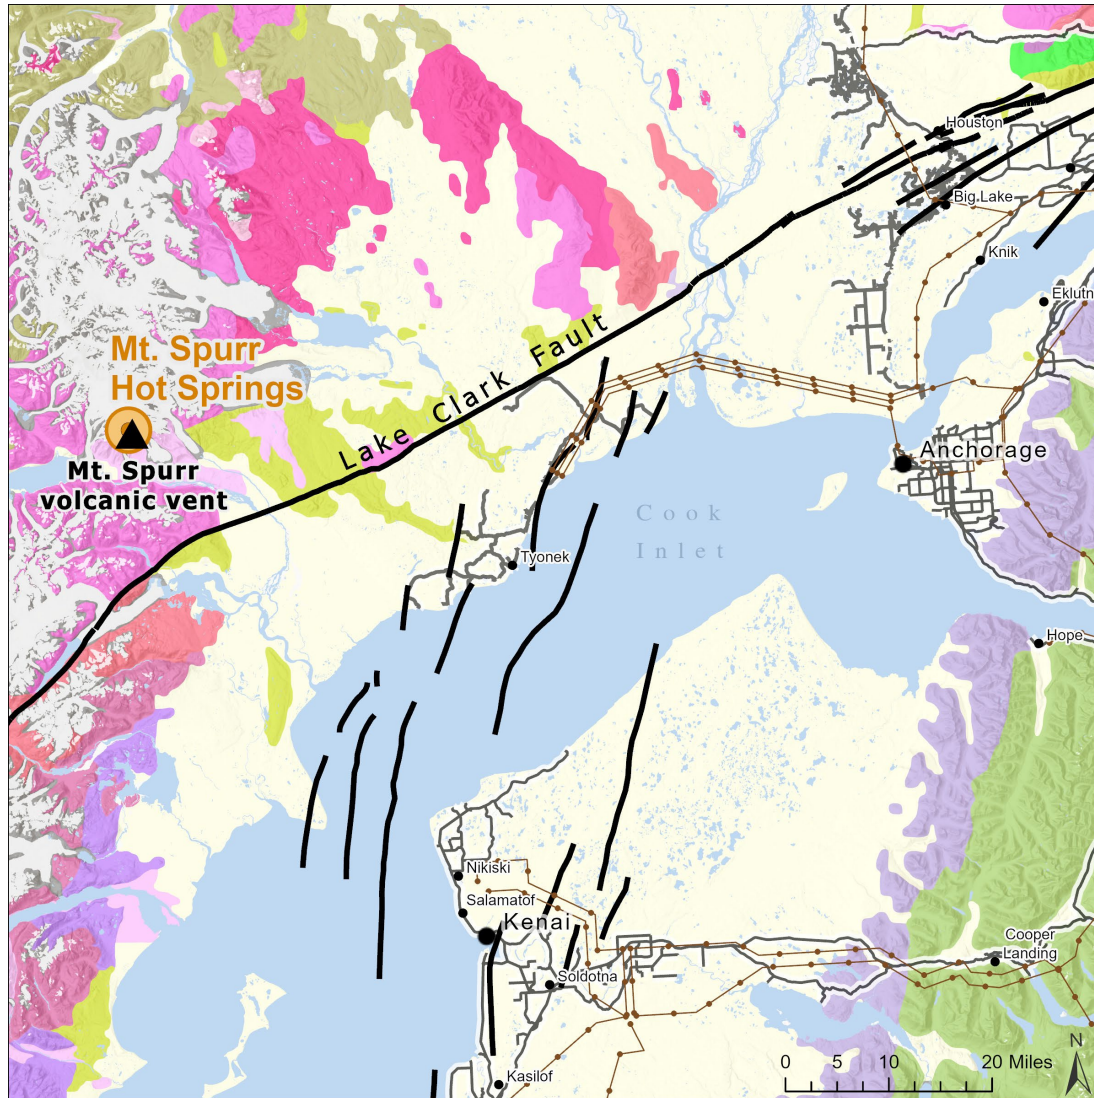 Houston
Big Lake
Knik
Eklutn
Mt. Spurr
Hot Springs
Lake Clark Fault
Mt. Spurr
volcanic vent
Anchorage
Cook
Inlet
Tyonek
Hope
Nikiski
Salamatof
Kenai
Cooper
Landing
Soldotna
Kasilof
N
0 5 10 20 Miles